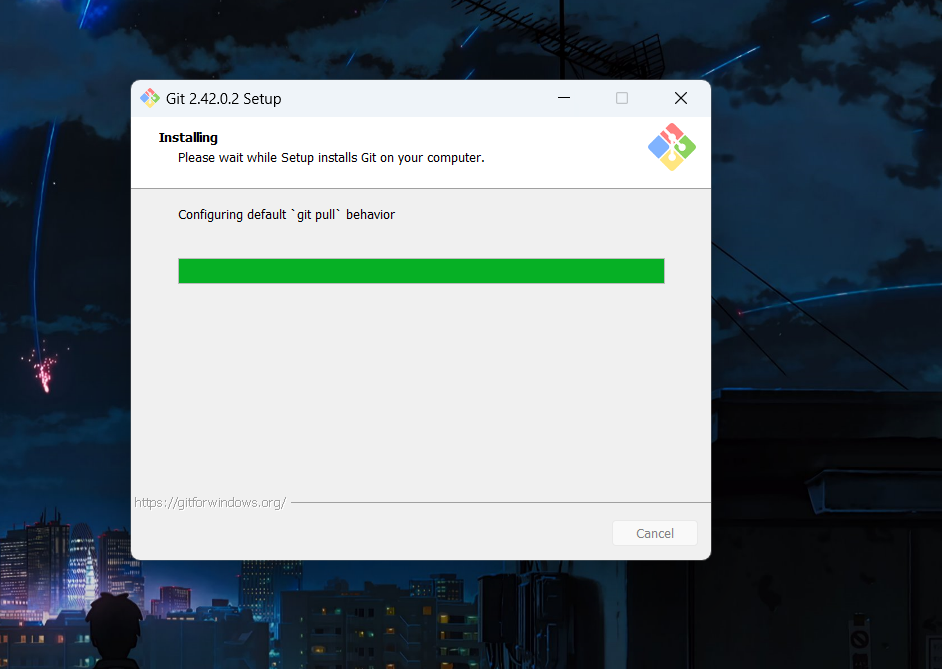 Git 2.42.0.2 Setup
Installing
Please wait while Setup installs Git on your computer.
Configuring default `git pull` behavior
https://gitforwindows.org/
Cancel